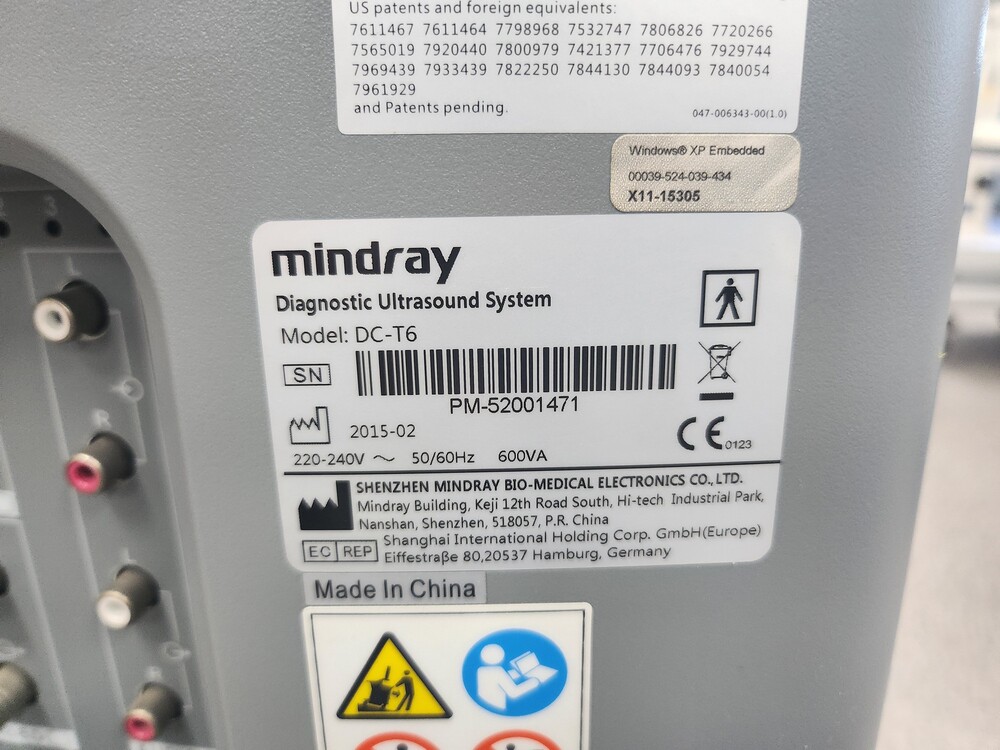 US patents and foreign equivalents:
7611467 7611464 7798968 7532747 7806826 7720266
7565019 7920440 7800979 7421377 7706476 7929744
7969439 7933439 7822250 7844130 7844093 7840054
7961929
and Patents pending.
047-006343-00(1.0)
Windows® XP Embedded
00039-524-039-434
X11-15305
mindray
Diagnostic Ultrasound System
Model: DC-T6
SN
PM-52001471
2015-02
220-240V ~ 50/60Hz 600VA
CE 0123
SHENZHEN MINDRAY BIO-MEDICAL ELECTRONICS CO.,LTD.
Mindray Building, Keji 12th Road South, Hi-tech Industrial Park,
Nanshan, Shenzhen, 518057, P.R. China
EC REP
Shanghai International Holding Corp. GmbH(Europe)
Eiffestraβe 80,20537 Hamburg, Germany
Made In China
3
L
R